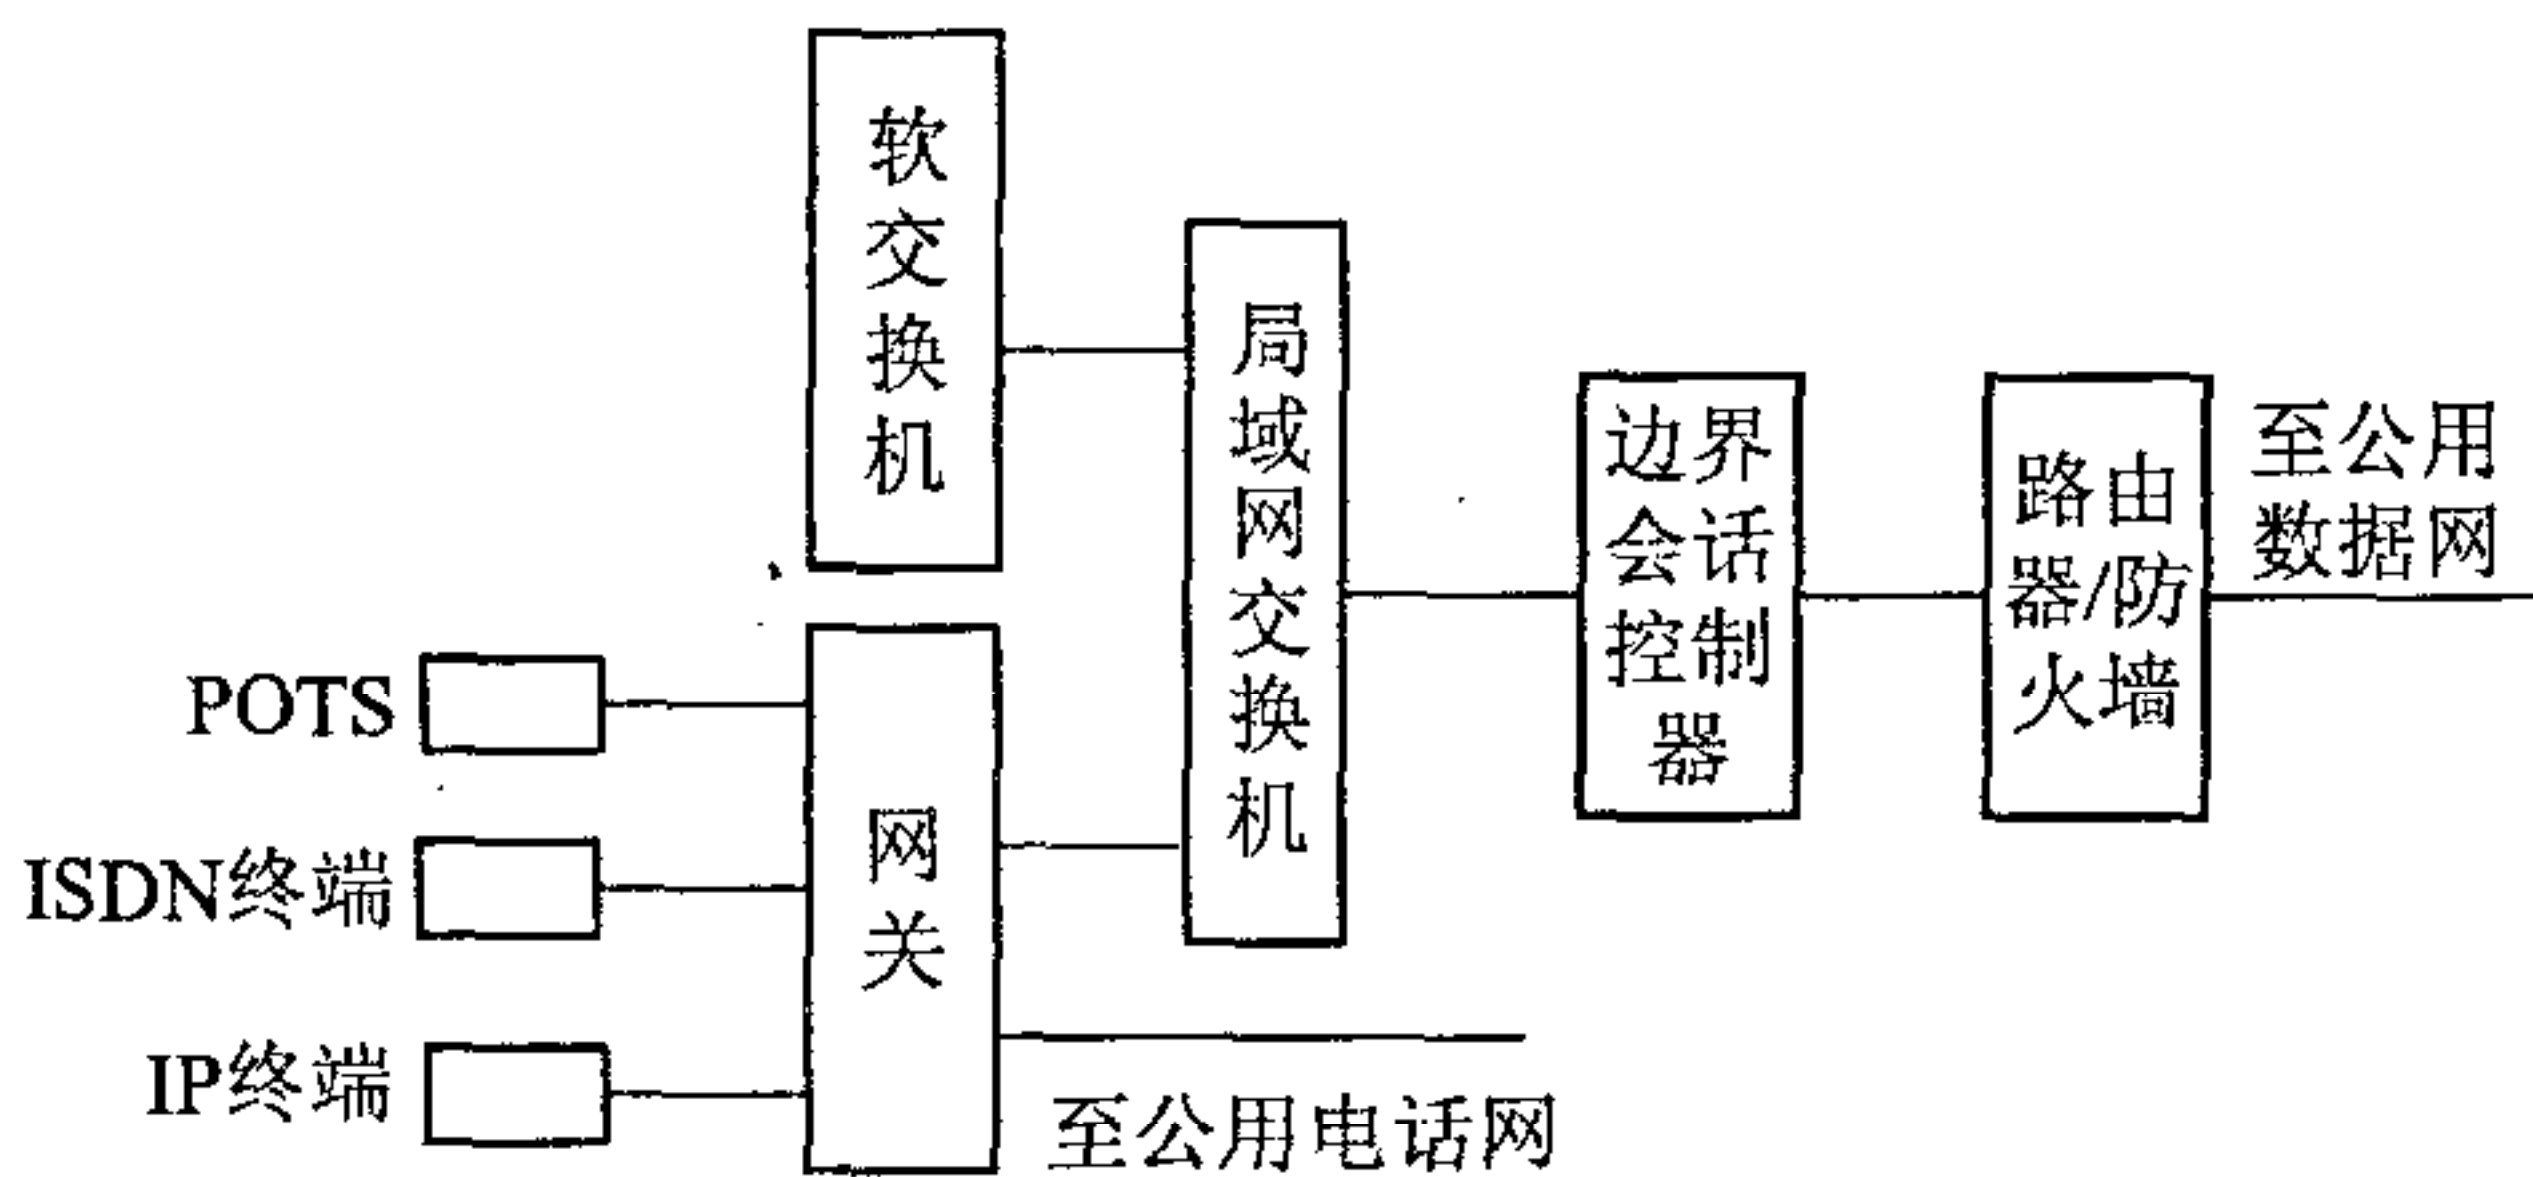 软
交
换
机
局
域
网
交
换
机
边界
会话
控制
器
路由
器/防
火墙
至公用
数据网
POTS
ISDN终端
IP终端
网
关
至公用电话网